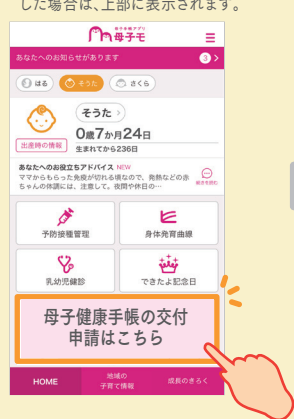 した場合は、上部に表示されます。
母子手帳アプリ
母子モ
あなたへのお知らせがあります
3
はる
そうた
さくら
そうた
0歳7か月24日
出産時の情報
生まれてから236日
あなたへのお役立ちアドバイス NEW
ママからもらった免疫が切れる頃なので、発熱などの赤
ちゃんの体調には、注意して。夜間や休日の…
続きを読む
予防接種管理
身体発育曲線
乳幼児健診
できたよ記念日
母子健康手帳の交付
申請はこちら
HOME
地域の
子育て情報
成長のきろく